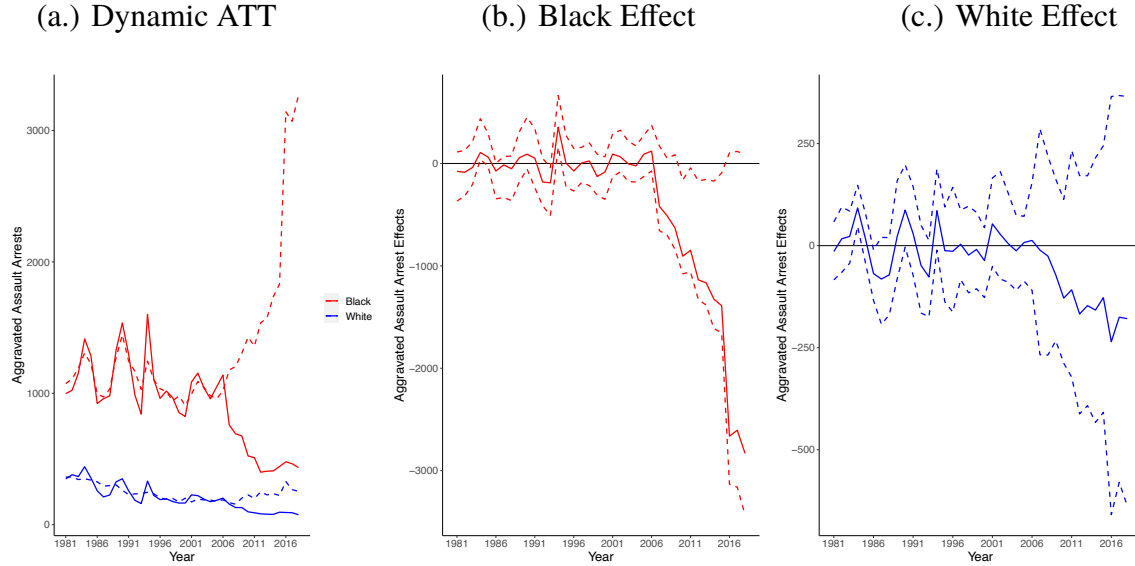 (a.) Dynamic ATT
(b.) Black Effect
(c.) White Effect
Aggravated Assault Arrests
3000
2000
1000
0
1981 1986 1991 1996 2001 2006 2011 2016
Year
Black
White
Aggravated Assault Arrest Effects
0
−1000
−2000
−3000
1981 1986 1991 1996 2001 2006 2011 2016
Year
Aggravated Assault Arrest Effects
250
0
−250
−500
1981 1986 1991 1996 2001 2006 2011 2016
Year